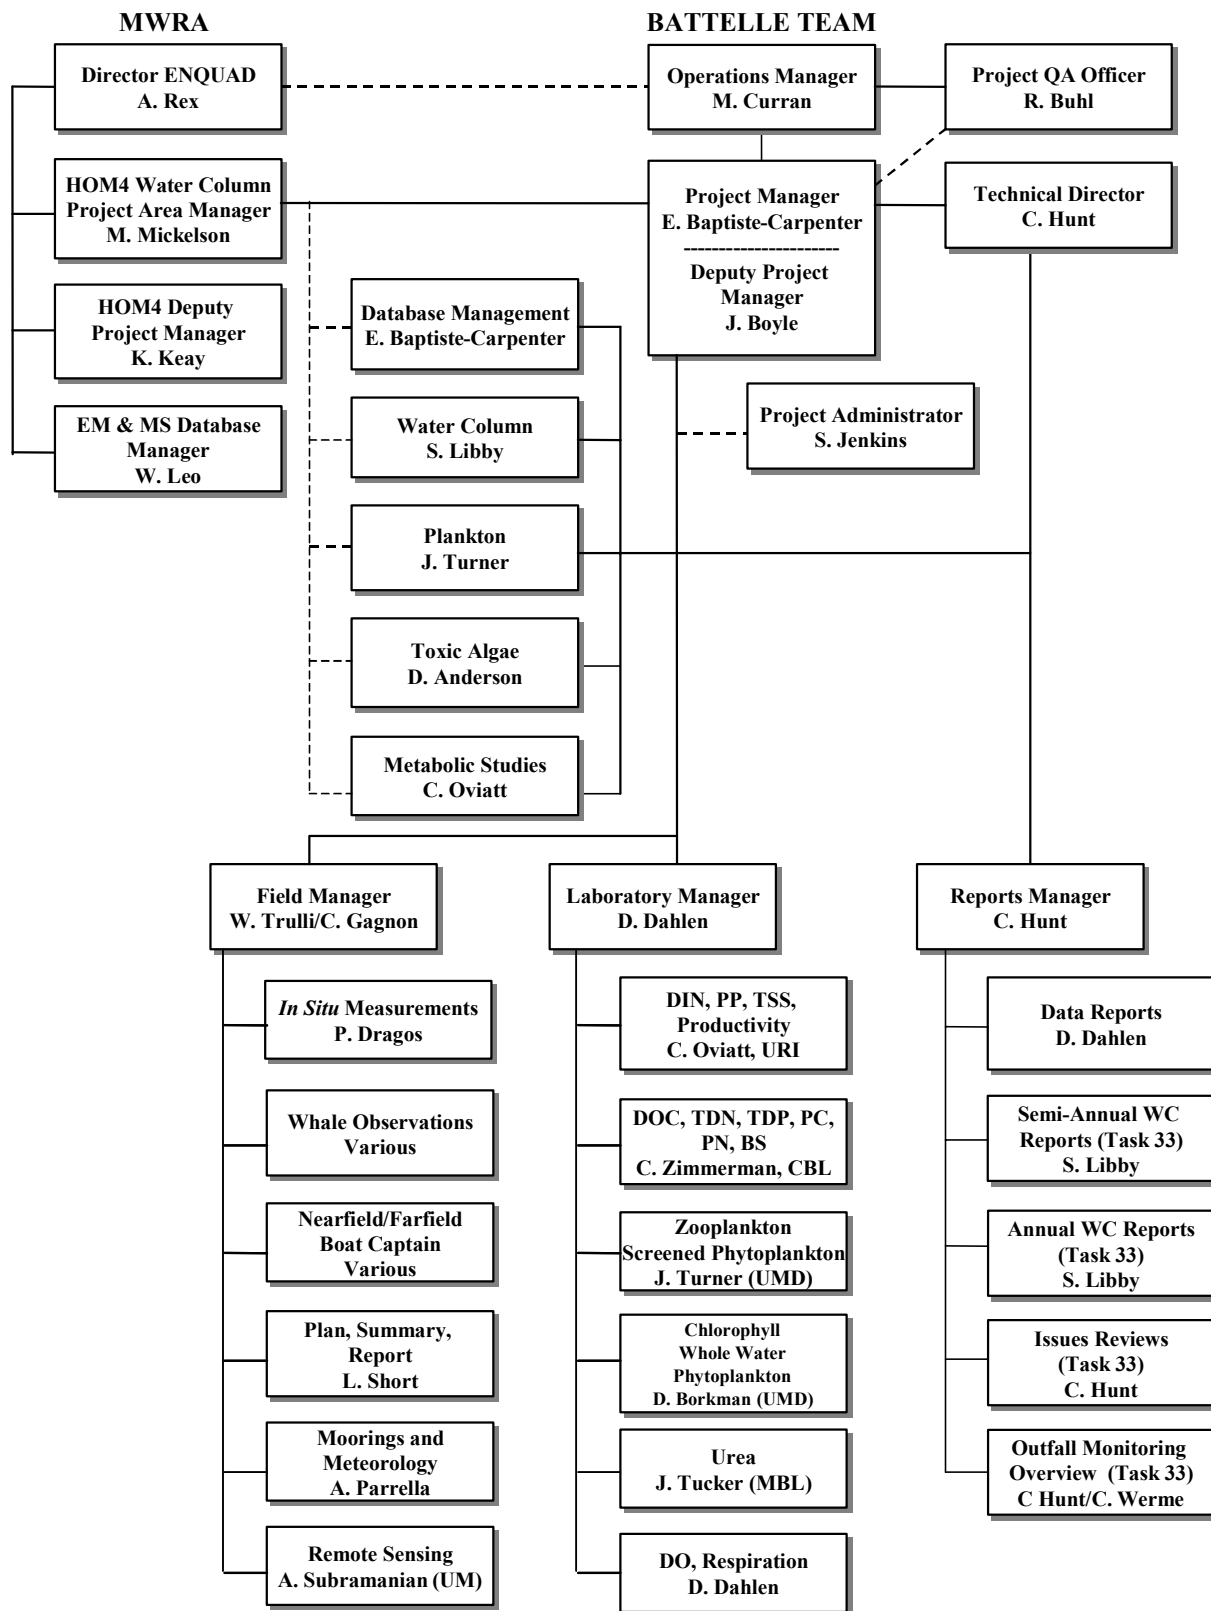 MWRA
BATTELLE TEAM
Director ENQUAD
A. Rex
Operations Manager
M. Curran
Project QA Officer
R. Buhl
HOM4 Water Column
Project Area Manager
M. Mickelson
Project Manager
E. Baptiste-Carpenter
----------------------
Deputy Project
Manager
J. Boyle
Technical Director
C. Hunt
HOM4 Deputy
Project Manager
K. Keay
EM & MS Database
Manager
W. Leo
Database Management
E. Baptiste-Carpenter
Water Column
S. Libby
Plankton
J. Turner
Toxic Algae
D. Anderson
Metabolic Studies
C. Oviatt
Project Administrator
S. Jenkins
Field Manager
W. Trulli/C. Gagnon
In Situ Measurements
P. Dragos
Whale Observations
Various
Nearfield/Farfield
Boat Captain
Various
Plan, Summary,
Report
L. Short
Moorings and
Meteorology
A. Parrella
Remote Sensing
A. Subramanian (UM)
Laboratory Manager
D. Dahlen
DIN, PP, TSS,
Productivity
C. Oviatt, URI
DOC, TDN, TDP, PC,
PN, BS
C. Zimmerman, CBL
Zooplankton
Screened Phytoplankton
J. Turner (UMD)
Chlorophyll
Whole Water
Phytoplankton
D. Borkman (UMD)
Urea
J. Tucker (MBL)
DO, Respiration
D. Dahlen
Reports Manager
C. Hunt
Data Reports
D. Dahlen
Semi-Annual WC
Reports (Task 33)
S. Libby
Annual WC Reports
(Task 33)
S. Libby
Issues Reviews
(Task 33)
C. Hunt
Outfall Monitoring
Overview (Task 33)
C Hunt/C. Werme